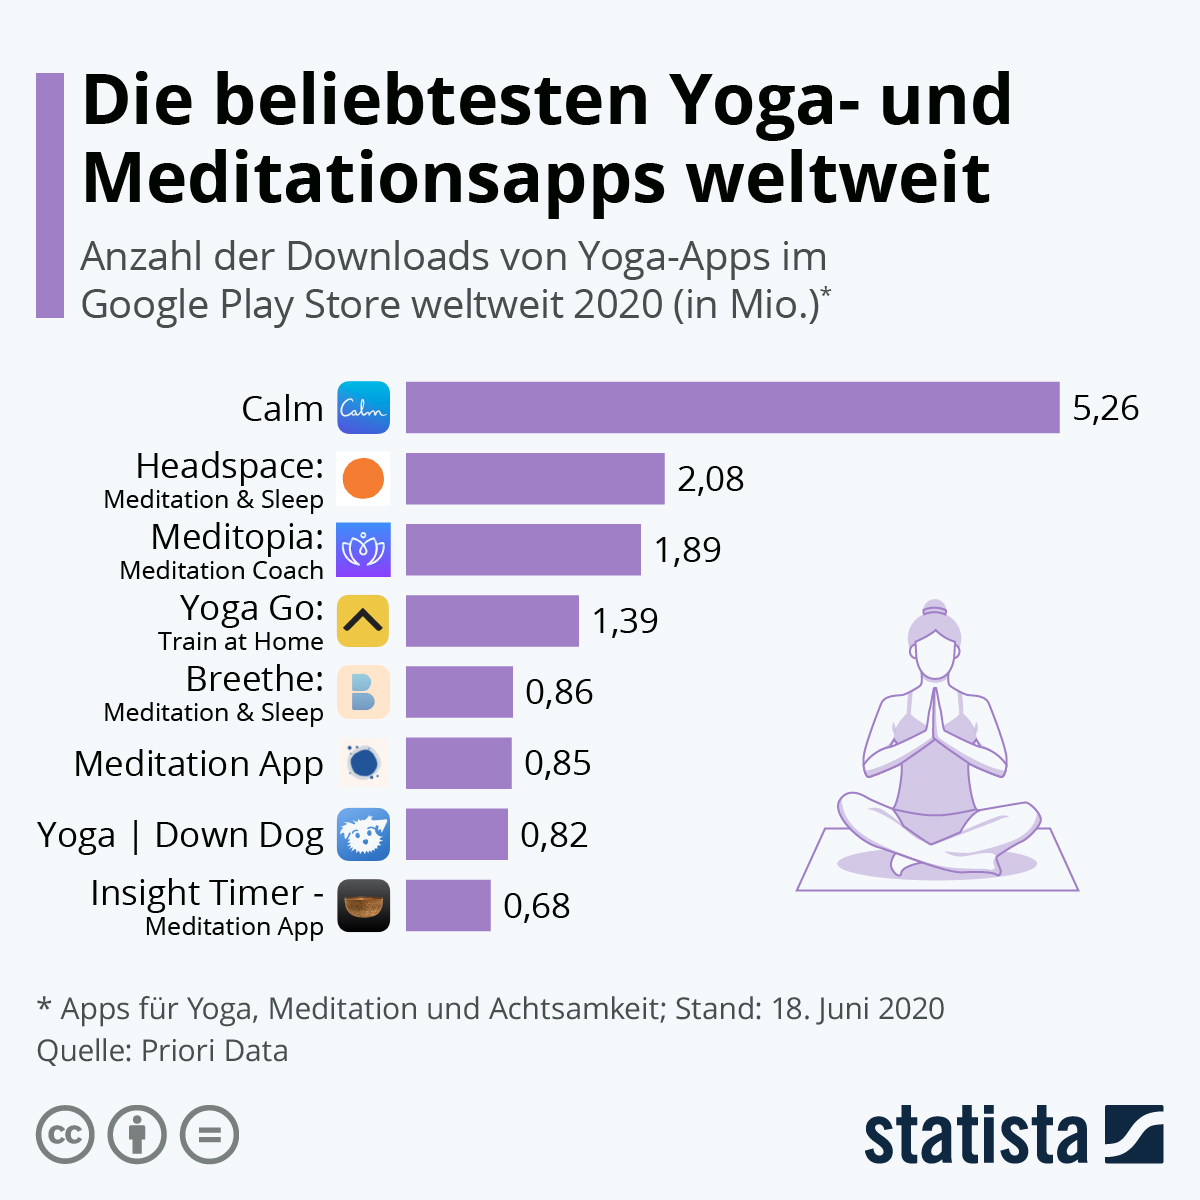 Die beliebtesten Yoga- und
Meditationsapps weltweit
Anzahl der Downloads von Yoga-Apps im
Google Play Store weltweit 2020 (in Mio.)*
Calm Calm 5,26
Headspace:
Meditation & Sleep 2,08
Meditopia:
Meditation Coach 1,89
Yoga Go:
Train at Home 1,39
Breethe:
Meditation & Sleep B 0,86
Meditation App 0,85
Yoga | Down Dog 0,82
Insight Timer -
Meditation App 0,68
* Apps für Yoga, Meditation und Achtsamkeit; Stand: 18. Juni 2020
Quelle: Priori Data
cc = statista